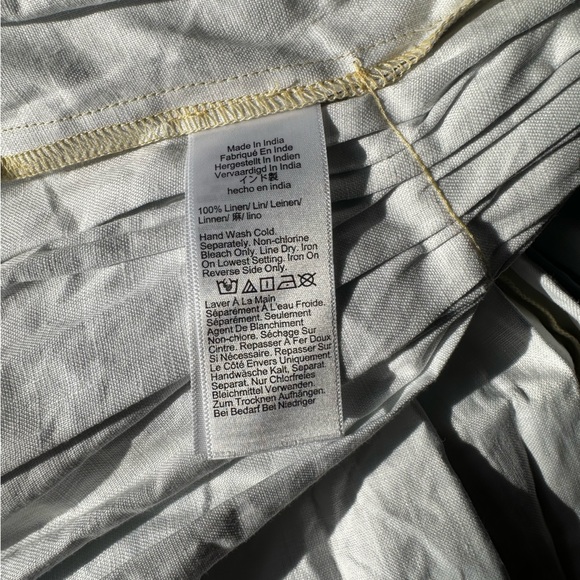 Made in India
Fabriqué En Inde
Hergestellt In Indien
Vervaardigd In India
インド製
hecho en india
100% Linen/ Lin/ Leinen/
Linnen/ 麻/ lino
Hand Wash Cold.
Separately. Non-chlorine
Bleach Only. Line Dry. Iron
On Lowest Setting. Iron On
Reverse Side Only.
Laver À La Main
Séparement À L'eau Froide.
Séparément. Seulement
Agent De Blanchiment
Non-chlore. Séchage Sur
Cintre. Repasser À Fer Doux
Si Nécessaire. Repasser Sur
Le Côté Envers Uniquement.
Handwäsche Kalt, Separat
Separat. Nur Chlorfreies
Bleichmittel Verwenden.
Zum Trocknen Aufhängen.
Bei Bedarf Bei Niedriger